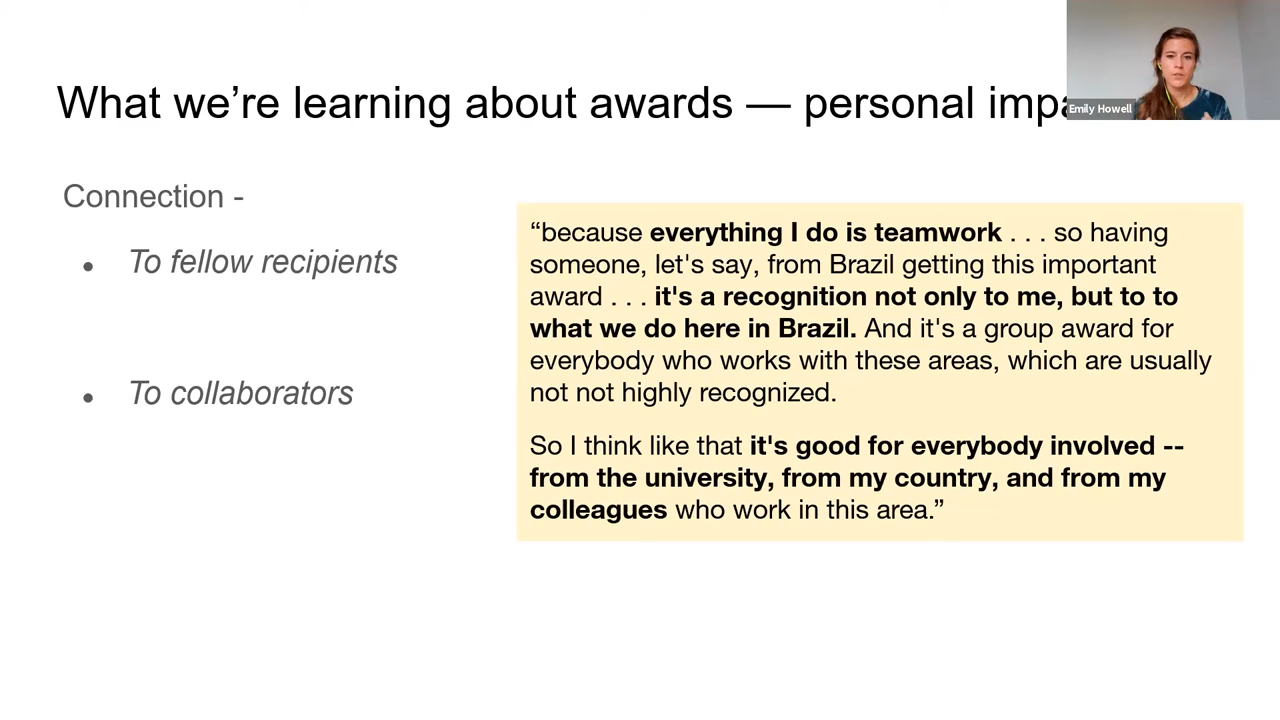 What we’re learning about awards — personal impa
Emily Howell
Connection -
● To fellow recipients
● To collaborators
“because everything I do is teamwork . . . so having
someone, let's say, from Brazil getting this important
award . . . it's a recognition not only to me, but to to
what we do here in Brazil. And it's a group award for
everybody who works with these areas, which are usually
not not highly recognized.
So I think like that it's good for everybody involved --
from the university, from my country, and from my
colleagues who work in this area.”